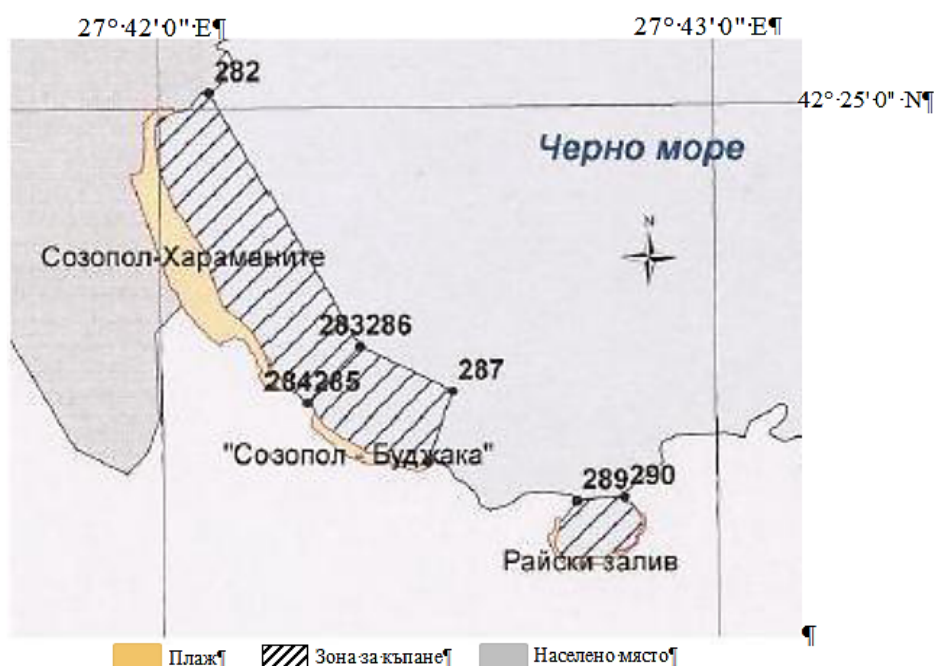 27°·42'·0"·E¶
27°·43'·0"·E¶
282
42°·25'·0"·N¶
Черно море
N
Созопол-Хараманите
283286
287
284285
"Созопол - Буджака"
289290
Райски залив
¶
Плаж¶
Зона·за·къпане¶
Населено·място¶